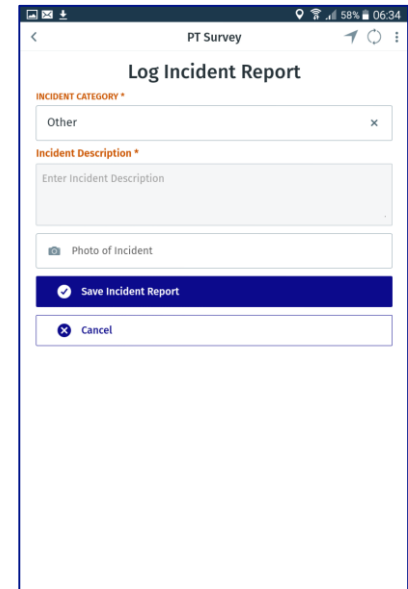 58% 06:34
PT Survey
Log Incident Report
INCIDENT CATEGORY *
Other
Incident Description *
Enter Incident Description
Photo of Incident
Save Incident Report
Cancel